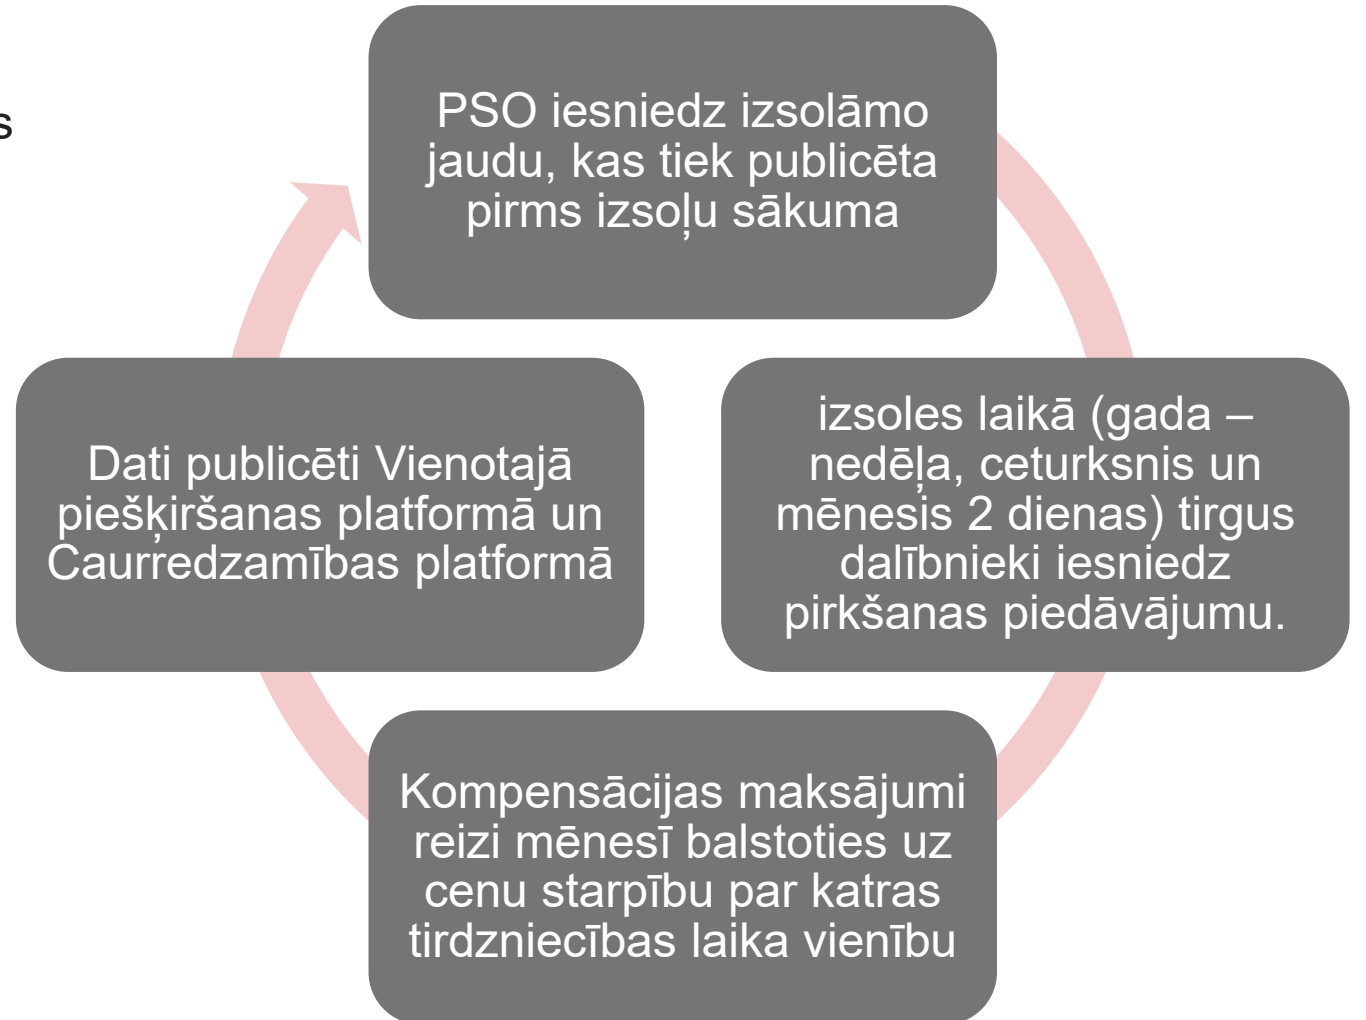 s
PSO iesniedz izsolāmo
jaudu, kas tiek publicēta
pirms izsoļu sākuma
izsoles laikā (gada –
nedēļa, ceturksnis un
mēnesis 2 dienas) tirgus
dalībnieki iesniedz
pirkšanas piedāvājumu.
Kompensācijas maksājumi
reizi mēnesī balstoties uz
cenu starpību par katras
tirdzniecības laika vienību
Dati publicēti Vienotajā
piešķiršanas platformā un
Caurredzamības platformā